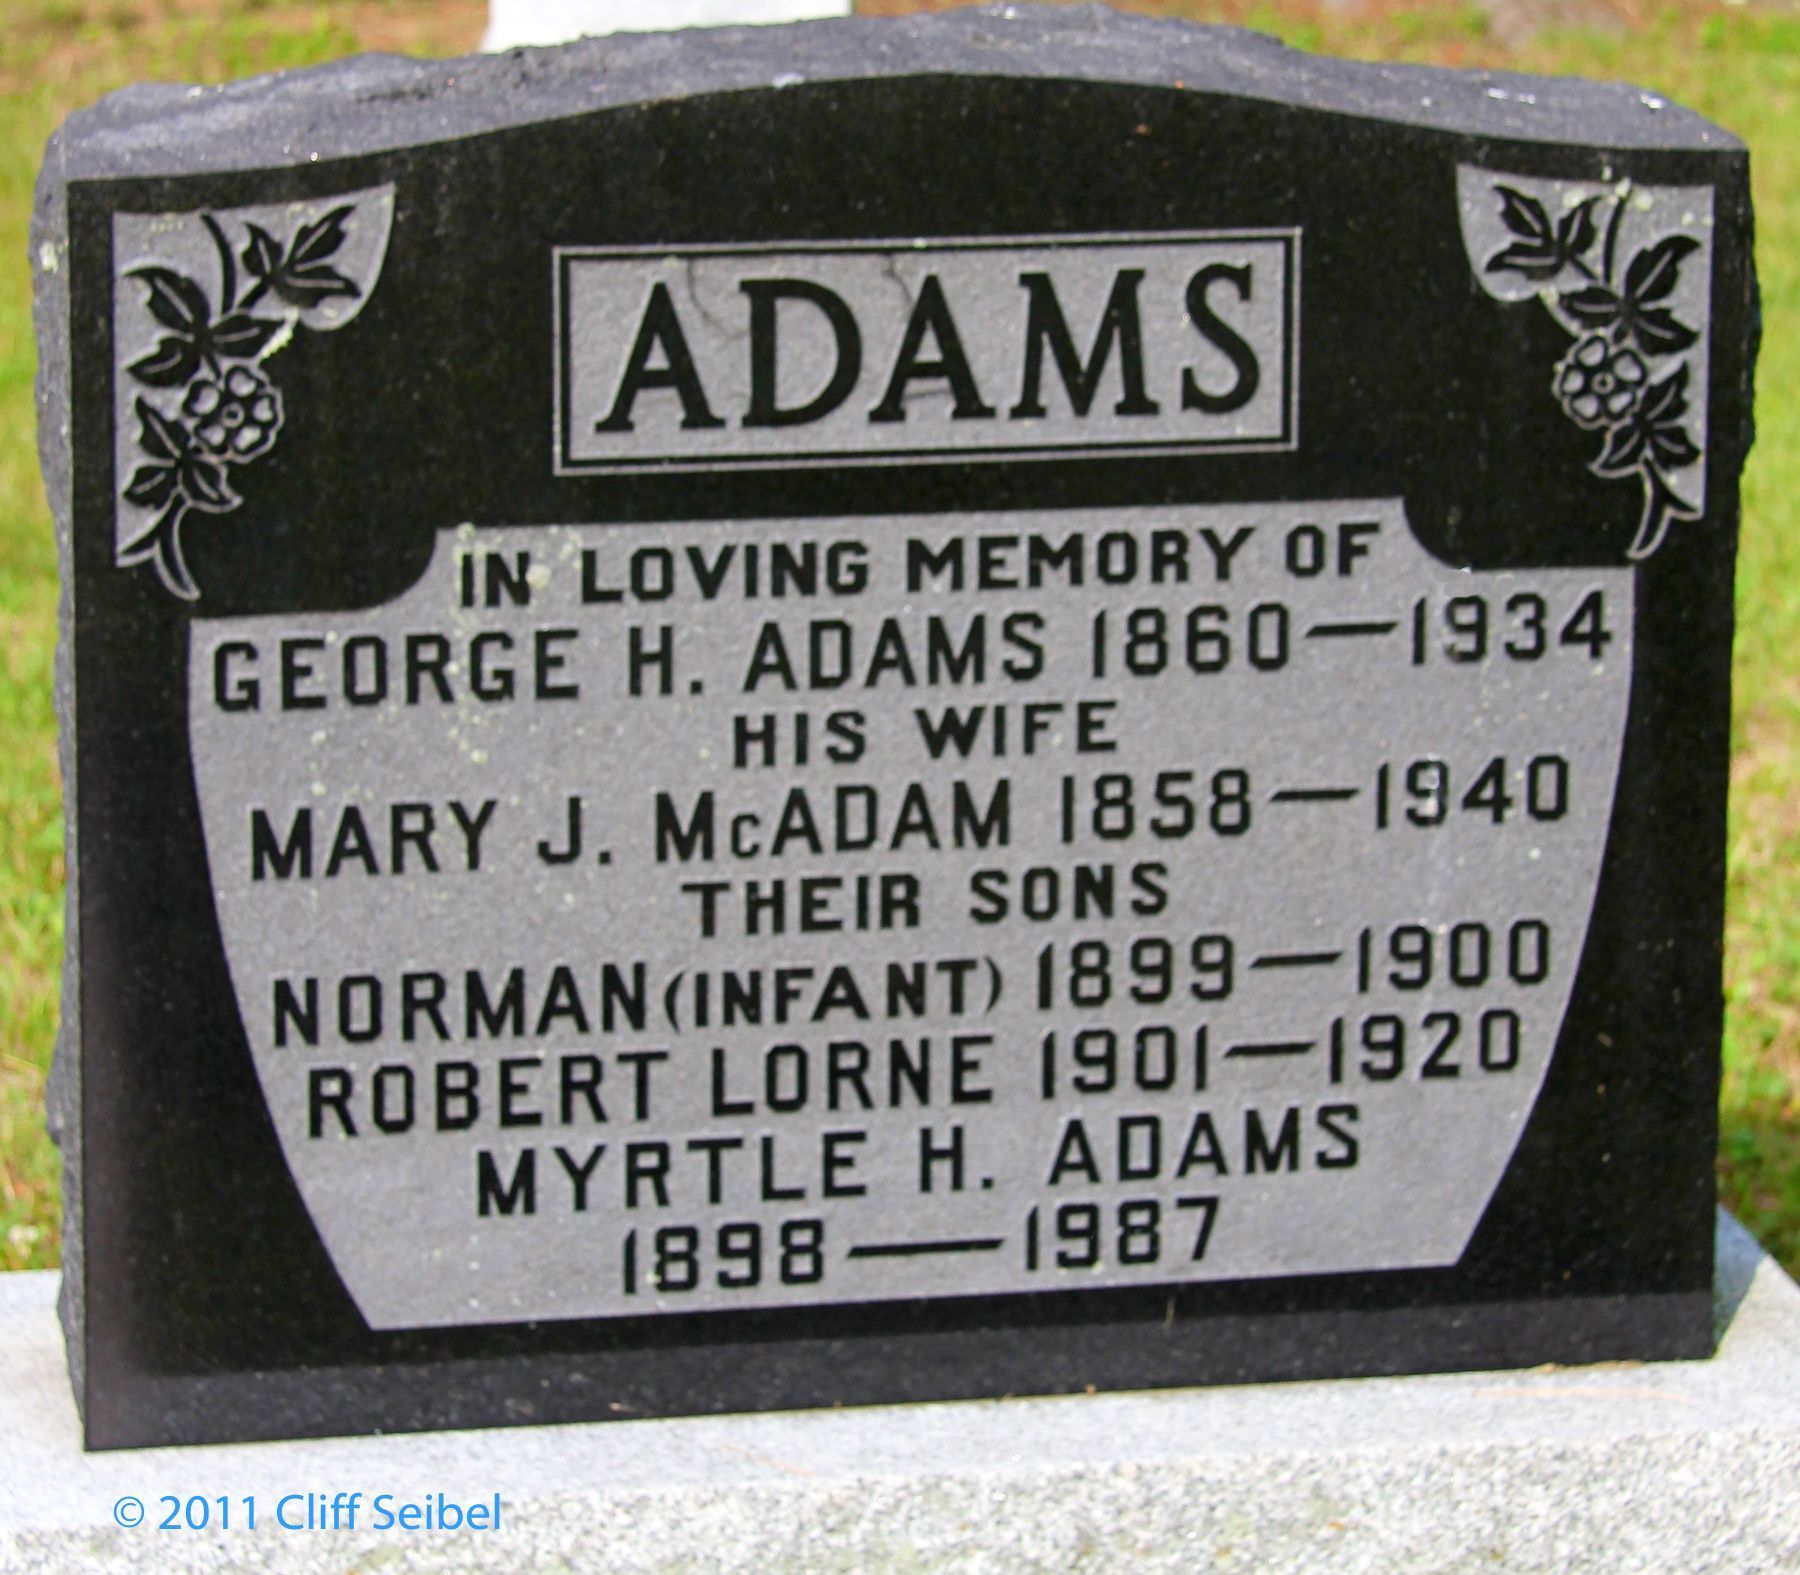 ADAMS
IN LOVING MEMORY OF
GEORGE H. ADAMS 1860—1934
HIS WIFE
MARY J. McADAM 1858—1940
THEIR SONS
NORMAN (INFANT) 1899—1900
ROBERT LORNE 1901—1920
MYRTLE H. ADAMS
1898—1987
© 2011 Cliff Seibel